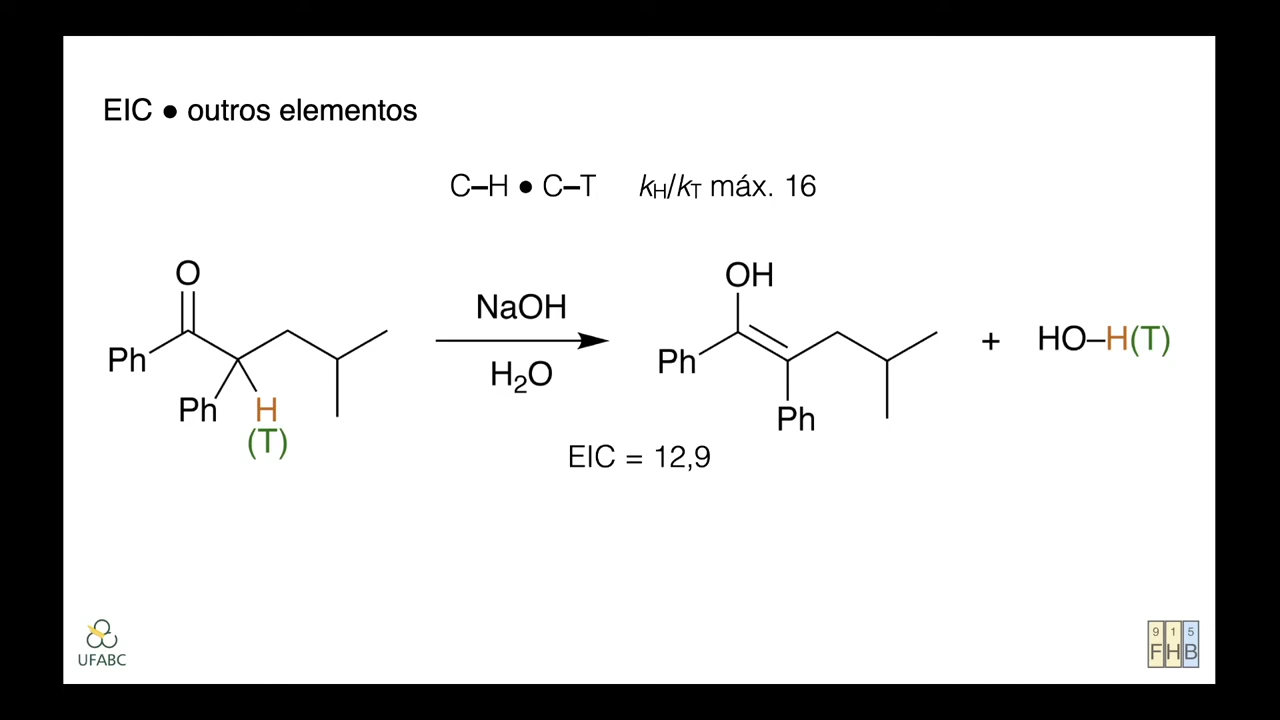 EIC ● outros elementos
C–H ● C–T kH/kT máx. 16
O
Ph
Ph
H
(T)
NaOH
H₂O
OH
Ph
Ph
+
HO–H(T)
EIC = 12,9
UFABC
9 1 5
F H B